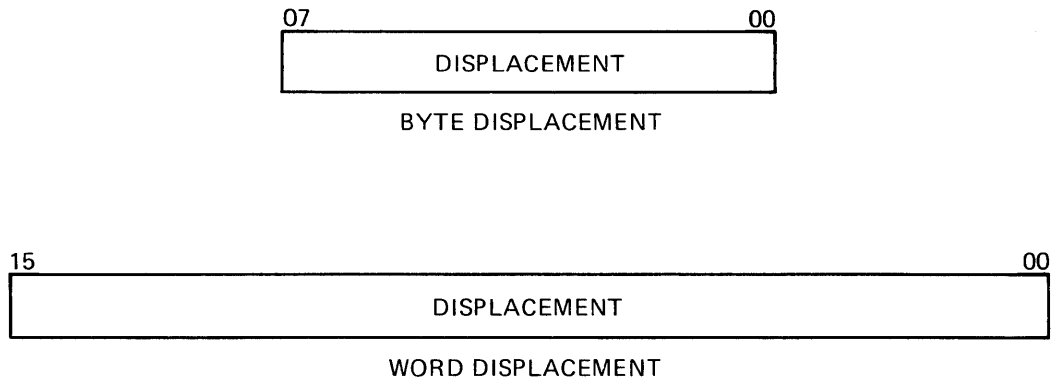 07 00
DISPLACEMENT
BYTE DISPLACEMENT
15 00
DISPLACEMENT
WORD DISPLACEMENT